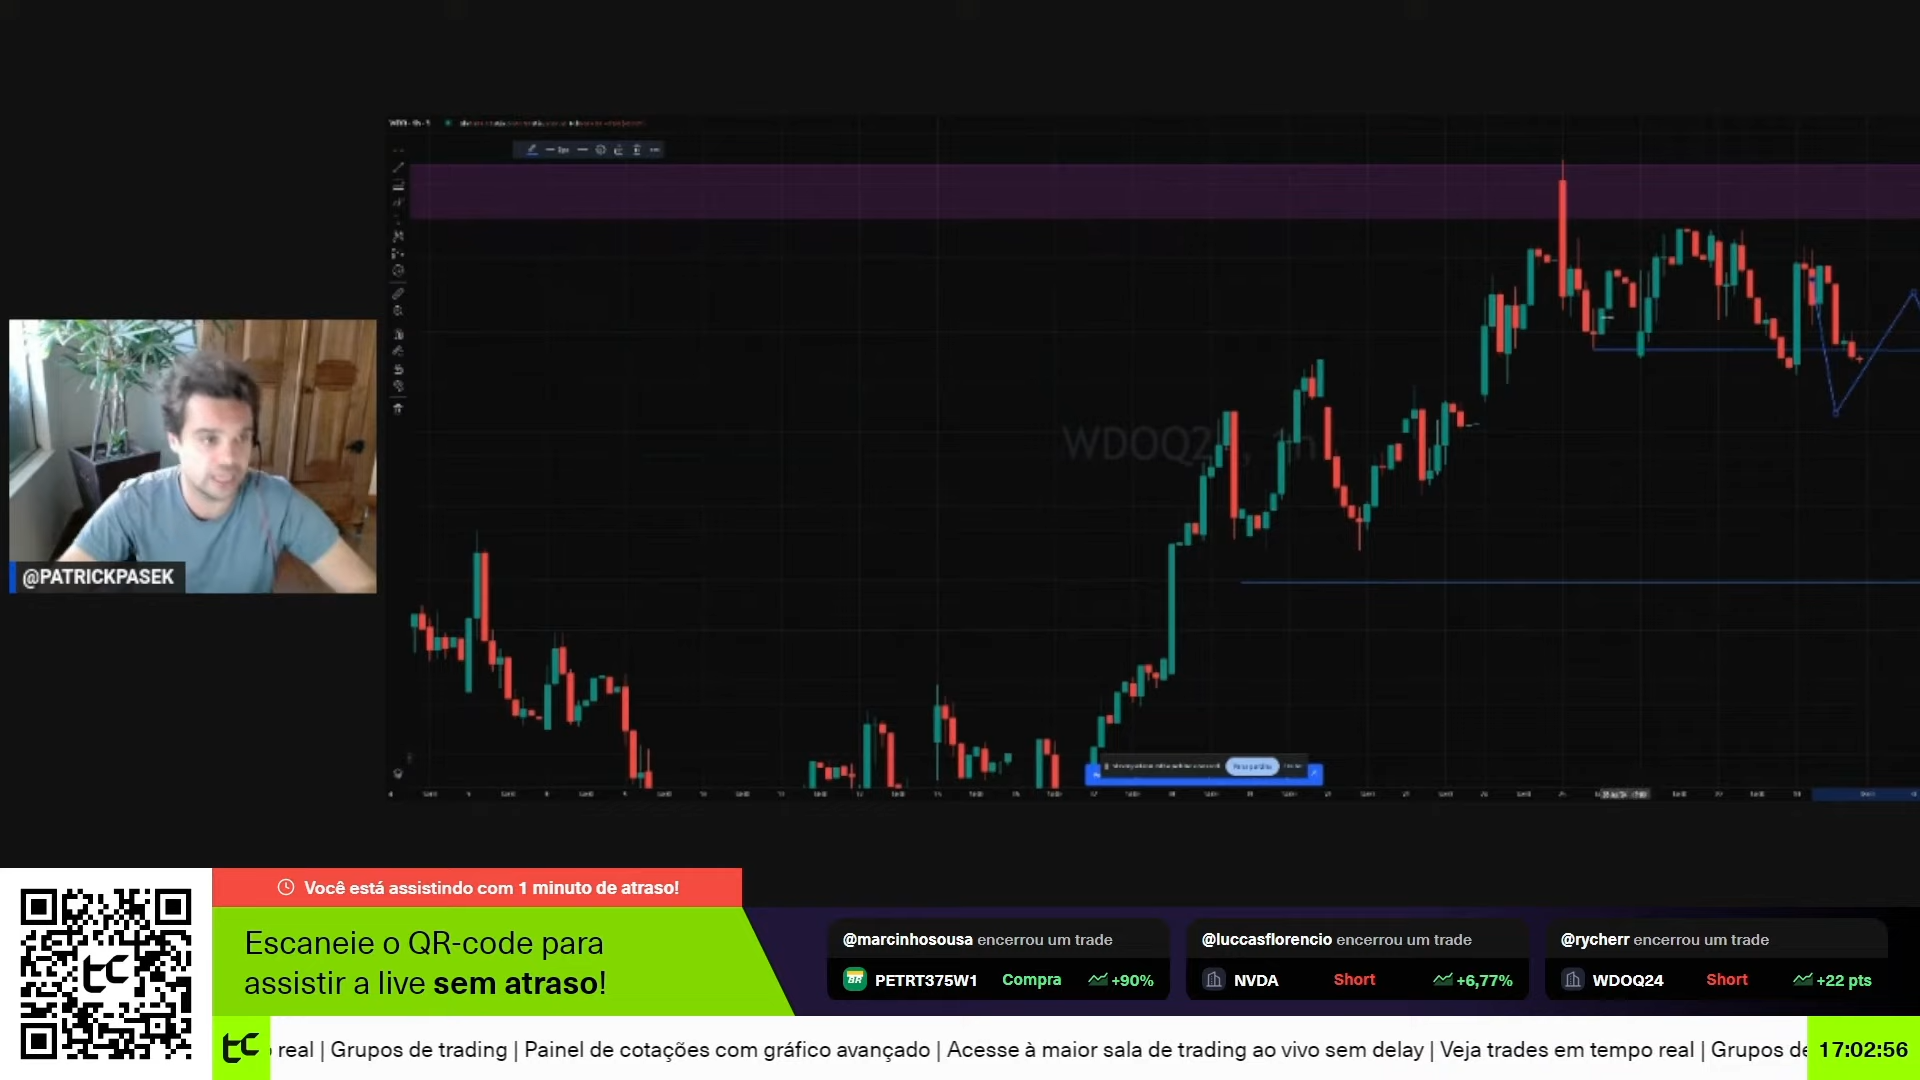 WDOQ2
1h
@PATRICKPASEK
Você está assistindo com 1 minuto de atraso!
Escaneie o QR-code para
assistir a live sem atraso!
@marcinhosousa encerrou um trade
PETRT375W1 Compra +90%
@luccasflorencio encerrou um trade
NVDA Short +6,77%
@rycherr encerrou um trade
WDOQ24 Short +22 pts
tc
tc
real | Grupos de trading | Painel de cotações com gráfico avançado | Acesse à maior sala de trading ao vivo sem delay | Veja trades em tempo real | Grupos de
17:02:56